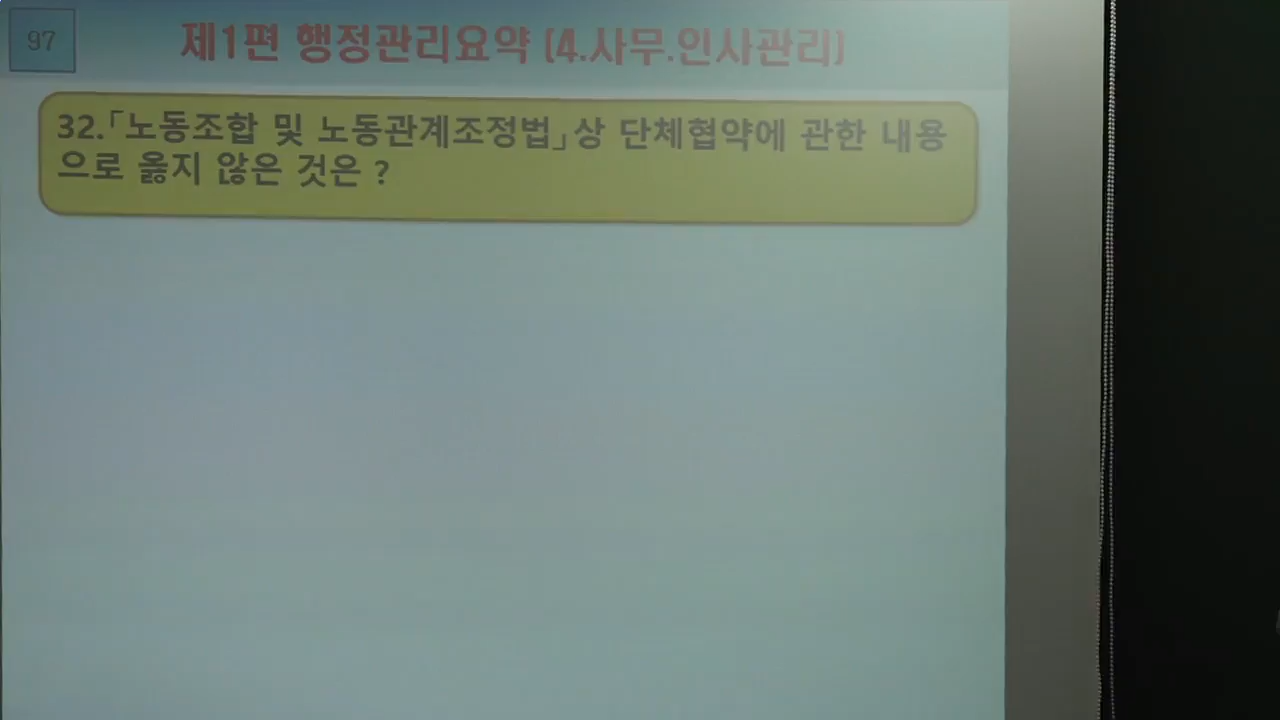 97
제1편 행정관리요약 (4.사무.인사관리)
32.「노동조합 및 노동관계조정법」상 단체협약에 관한 내용
으로 옳지 않은 것은 ?